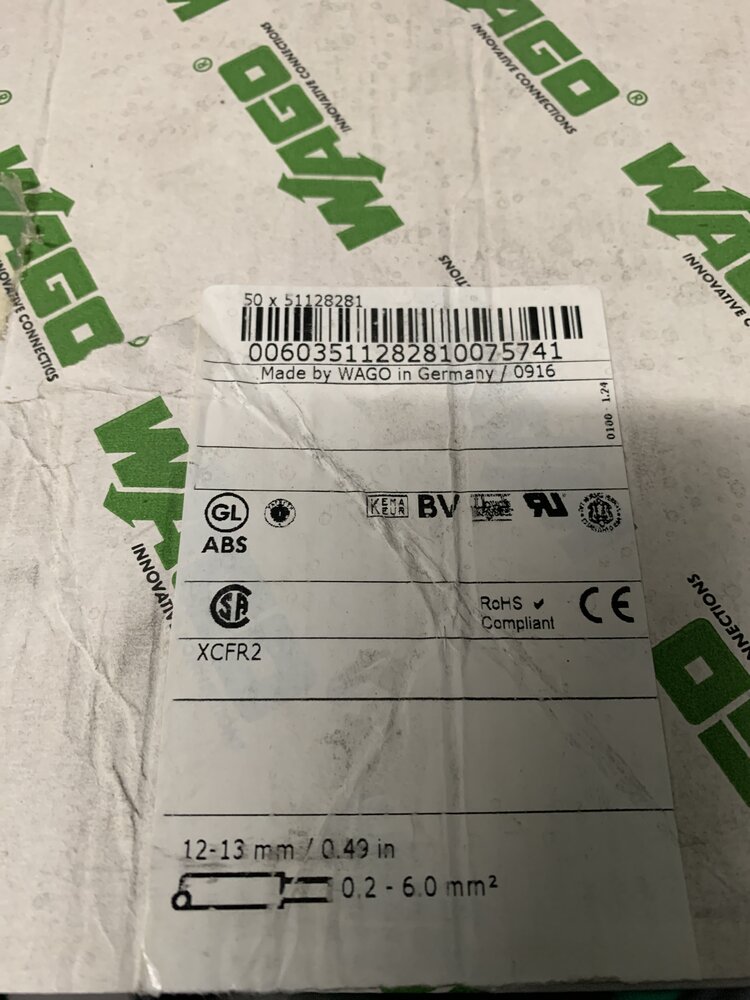 WAGO
INNOVATIVE CONNECTIONS
WAGO ®
INNOVATIVE CONNECTIONS
WAGO
INNOVATIVE
WAGO
INNOVATIVE CONNECTIONS
50 x 51128281
00603511282810075741
Made by WAGO in Germany / 0916
0100 1.24
GL
KEMA
KEUR
BV
ABS
RoHS
Compliant
CE
XCFR2
12-13 mm / 0.49 in
0.2 - 6.0 mm²